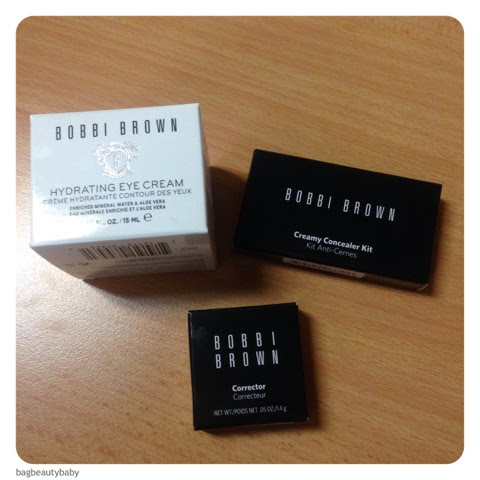 BOBBI BROWN
HYDRATING EYE CREAM
CRÈME HYDRATANTE CONTOUR DES YEUX
ENRICHED MINERAL WATER & ALOE VERA
EAU MINÉRALE ENRICHIE ET L'ALOE VERA
FL.OZ./15 ML ℮
BOBBI BROWN
Creamy Concealer Kit
Kit Anti-Cernes
BOBBI
BROWN
Corrector
Correcteur
NET WT./POIDS NET .05 OZ./1.4 g
bagbeautybaby